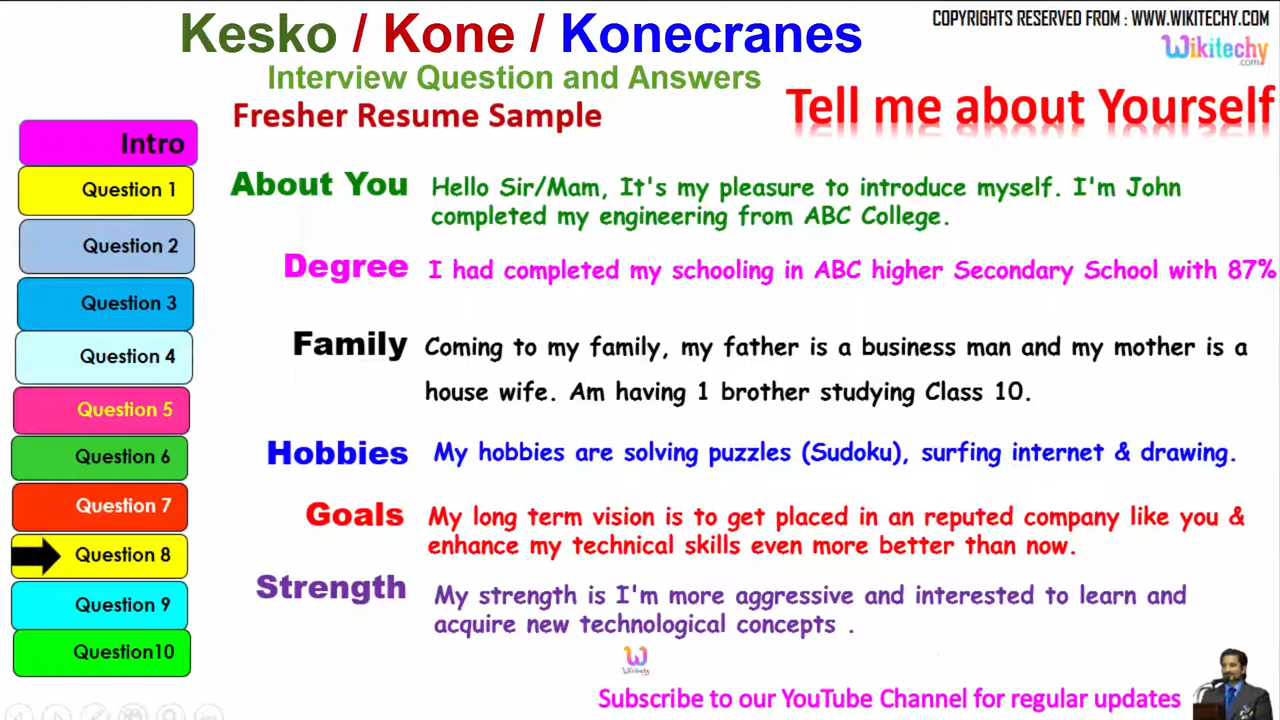 Kesko / Kone / Konecranes
COPYRIGHTS RESERVED FROM : WWW.WIKITECHY.COM
Wikitechy
.com
Interview Question and Answers
Fresher Resume Sample
Tell me about Yourself
Intro
Question 1
Question 2
Question 3
Question 4
Question 5
Question 6
Question 7
Question 8
Question 9
Question10
About You
Hello Sir/Mam, It's my pleasure to introduce myself. I'm John
completed my engineering from ABC College.
Degree
I had completed my schooling in ABC higher Secondary School with 87%
Family
Coming to my family, my father is a business man and my mother is a
house wife. Am having 1 brother studying Class 10.
Hobbies
My hobbies are solving puzzles (Sudoku), surfing internet & drawing.
Goals
My long term vision is to get placed in an reputed company like you &
enhance my technical skills even more better than now.
Strength
My strength is I'm more aggressive and interested to learn and
acquire new technological concepts .
W
Wikitechy
Subscribe to our YouTube Channel for regular updates